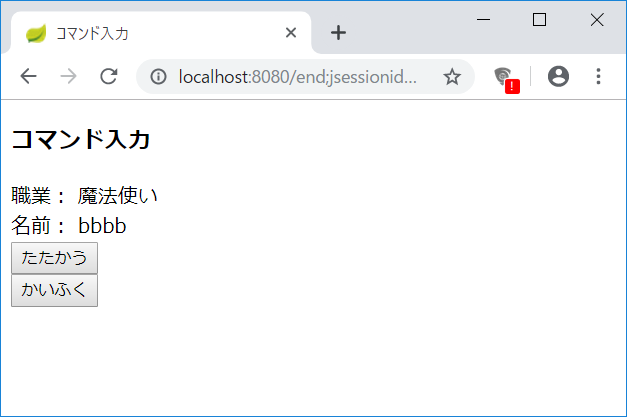 コマンド入力
localhost:8080/end;jsessionid...
!
コマンド入力
職業： 魔法使い
名前： bbbb
たたかう
かいふく